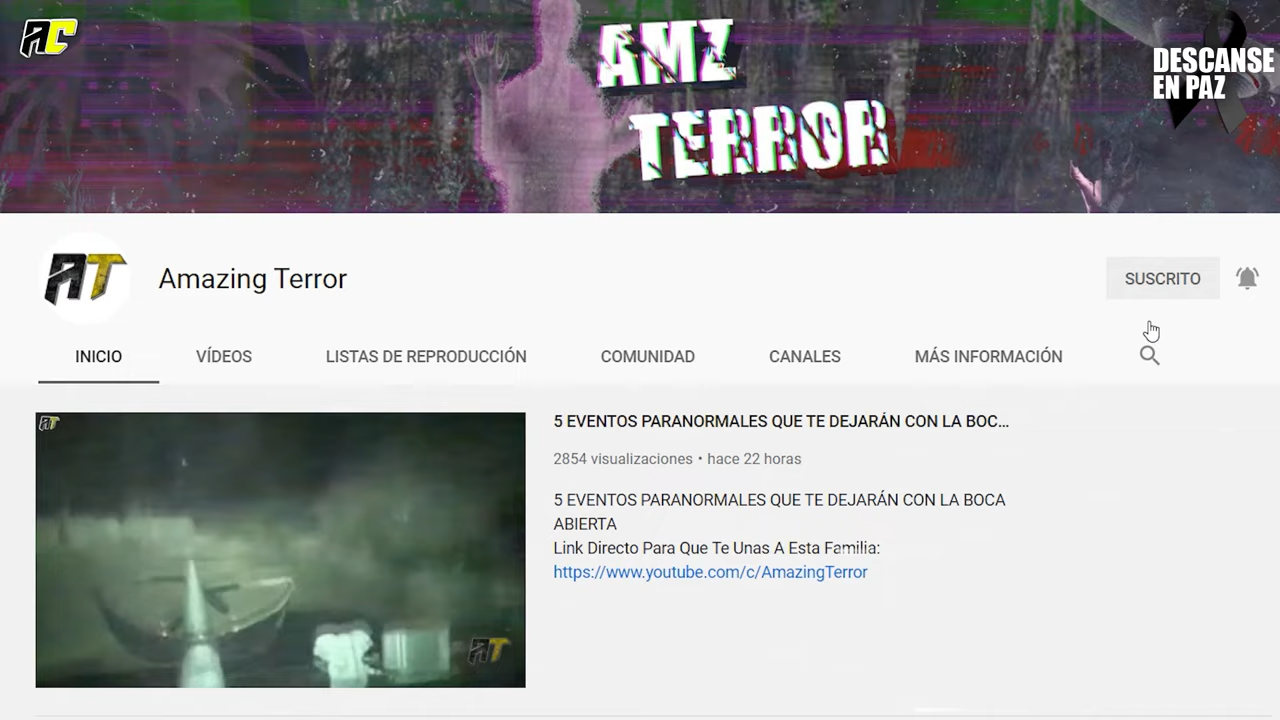 AC
AMZ
TERROR
DESCANSE
EN PAZ
AT
Amazing Terror
SUSCRITO
INICIO
VÍDEOS
LISTAS DE REPRODUCCIÓN
COMUNIDAD
CANALES
MÁS INFORMACIÓN
AT
5 EVENTOS PARANORMALES QUE TE DEJARÁN CON LA BOC...
2854 visualizaciones • hace 22 horas
5 EVENTOS PARANORMALES QUE TE DEJARÁN CON LA BOCA
ABIERTA
Link Directo Para Que Te Unas A Esta Familia:
https://www.youtube.com/c/AmazingTerror
AT